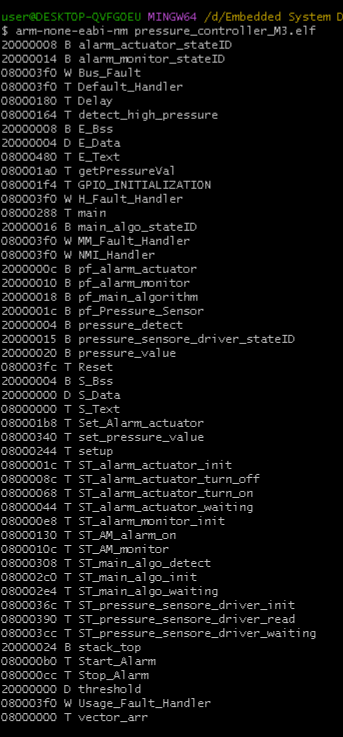 user@DESKTOP-QVFGOEU MINGW64 /d/Embedded System D
$ arm-none-eabi-nm pressure_controller_M3.elf
20000008 B alarm_actuator_stateID
20000014 B alarm_monitor_stateID
080003f0 W Bus_Fault
080003f0 T Default_Handler
08000180 T Delay
08000164 T detect_high_pressure
20000008 B E_Bss
20000004 D E_Data
08000480 T E_Text
080001a0 T getPressureVal
080001f4 T GPIO_INITIALIZATION
080003f0 W H_Fault_Handler
08000288 T main
20000016 B main_algo_stateID
080003f0 W MM_Fault_Handler
080003f0 W NMI_Handler
2000000c B pf_alarm_actuator
20000010 B pf_alarm_monitor
20000018 B pf_main_algorithm
2000001c B pf_Pressure_Sensor
20000004 B pressure_detect
20000015 B pressure_sensore_driver_stateID
20000020 B pressure_value
080003fc T Reset
20000004 B S_Bss
20000000 D S_Data
08000000 T S_Text
080001b8 T Set_Alarm_actuator
08000340 T set_pressure_value
08000244 T setup
0800001c T ST_alarm_actuator_init
0800008c T ST_alarm_actuator_turn_off
08000068 T ST_alarm_actuator_turn_on
08000044 T ST_alarm_actuator_waiting
080000e8 T ST_alarm_monitor_init
08000130 T ST_AM_alarm_on
0800010c T ST_AM_monitor
08000308 T ST_main_algo_detect
080002c0 T ST_main_algo_init
080002e4 T ST_main_algo_waiting
0800036c T ST_pressure_sensore_driver_init
08000390 T ST_pressure_sensore_driver_read
080003cc T ST_pressure_sensore_driver_waiting
20000024 B stack_top
080000b0 T Start_Alarm
080000cc T Stop_Alarm
20000000 D threshold
080003f0 W Usage_Fault_Handler
08000000 T vector_arr